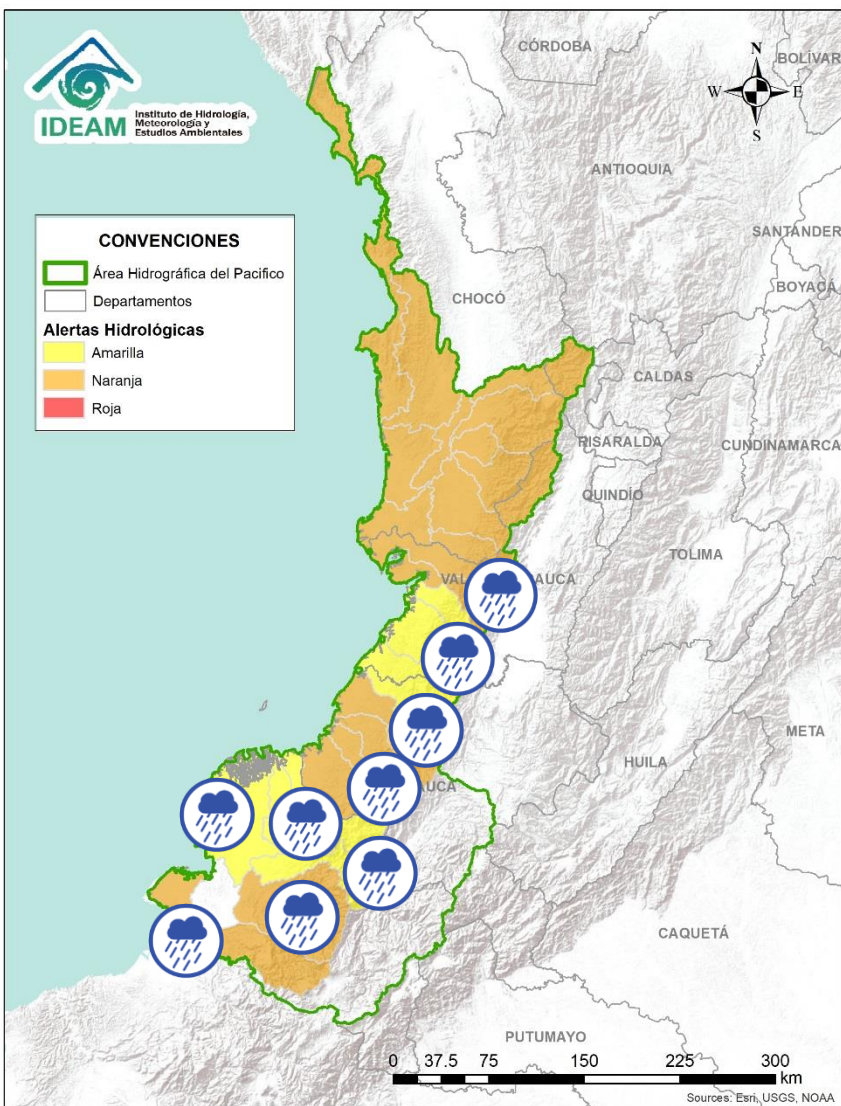 CÓRDOBA
BOLÍVAR
N
W
E
S
IDEAM
Instituto de Hidrología,
Meteorología y
Estudios Ambientales
ANTIOQUIA
SANTANDER
BOYACÁ
CONVENCIONES
Área Hidrográfica del Pacifico
Departamentos
Alertas Hidrológicas
Amarilla
Naranja
Roja
CHOCÓ
CALDAS
RISARALDA
CUNDINAMARCA
QUINDÍO
TOLIMA
VAL
AUCA
META
HUILA
AUCA
CAQUETÁ
PUTUMAYO
0 37.5 75 150 225 300
km
Sources: Esri, USGS, NOAA